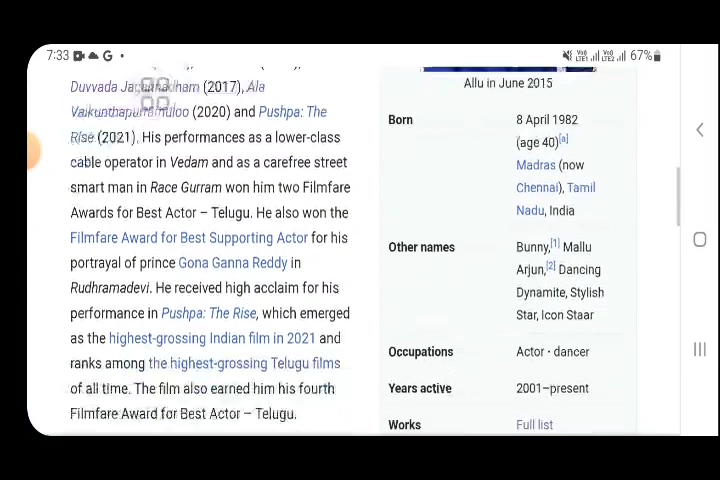 7:33
67%
Duvvada Jagannadham (2017), Ala
Vaikunthapurramuloo (2020) and Pushpa: The
Rise (2021). His performances as a lower-class
cable operator in Vedam and as a carefree street
smart man in Race Gurram won him two Filmfare
Awards for Best Actor – Telugu. He also won the
Filmfare Award for Best Supporting Actor for his
portrayal of prince Gona Ganna Reddy in
Rudhramadevi. He received high acclaim for his
performance in Pushpa: The Rise, which emerged
as the highest-grossing Indian film in 2021 and
ranks among the highest-grossing Telugu films
of all time. The film also earned him his fourth
Filmfare Award for Best Actor – Telugu.
Allu in June 2015
Born 8 April 1982
(age 40)[a]
Madras (now
Chennai), Tamil
Nadu, India
Other names Bunny,[1] Mallu
Arjun,[2] Dancing
Dynamite, Stylish
Star, Icon Staar
Occupations Actor · dancer
Years active 2001–present
Works Full list